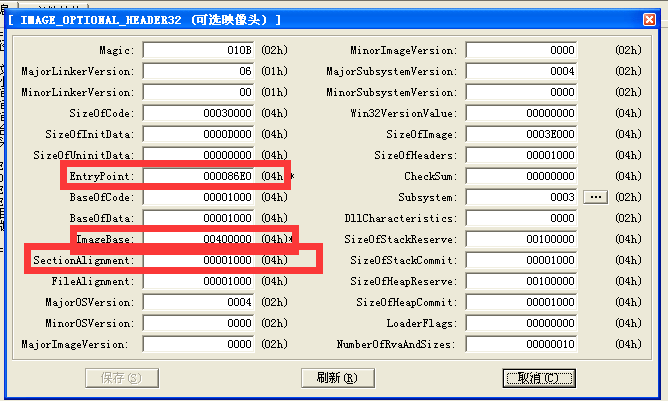 [ IMAGE_OPTIONAL_HEADER32 (可选映像头) ]
Magic: 010B (02h) MinorImageVersion: 0000 (02h)
MajorLinkerVersion: 06 (01h) MajorSubsystemVersion: 0004 (02h)
MinorLinkerVersion: 00 (01h) MinorSubsystemVersion: 0000 (02h)
SizeOfCode: 00030000 (04h) Win32VersionValue: 00000000 (04h)
SizeOfInitData: 0000D000 (04h) SizeOfImage: 0003E000 (04h)
SizeOfUninitData: 00000000 (04h) SizeOfHeaders: 00001000 (04h)
EntryPoint: 000086E0 (04h)* CheckSum: 00000000 (04h)
BaseOfCode: 00001000 (04h) Subsystem: 0003 ... (02h)
BaseOfData: 00001000 (04h) DllCharacteristics: 0000 (02h)
ImageBase: 00400000 (04h)* SizeOfStackReserve: 00100000 (04h)
SectionAlignment: 00001000 (04h) SizeOfStackCommit: 00001000 (04h)
FileAlignment: 00001000 (04h) SizeOfHeapReserve: 00100000 (04h)
MajorOSVersion: 0004 (02h) SizeOfHeapCommit: 00001000 (04h)
MinorOSVersion: 0000 (02h) LoaderFlags: 00000000 (04h)
MajorImageVersion: 0000 (02h) NumberOfRvaAndSizes: 00000010 (04h)
保存(S) 刷新(R) 取消(C)